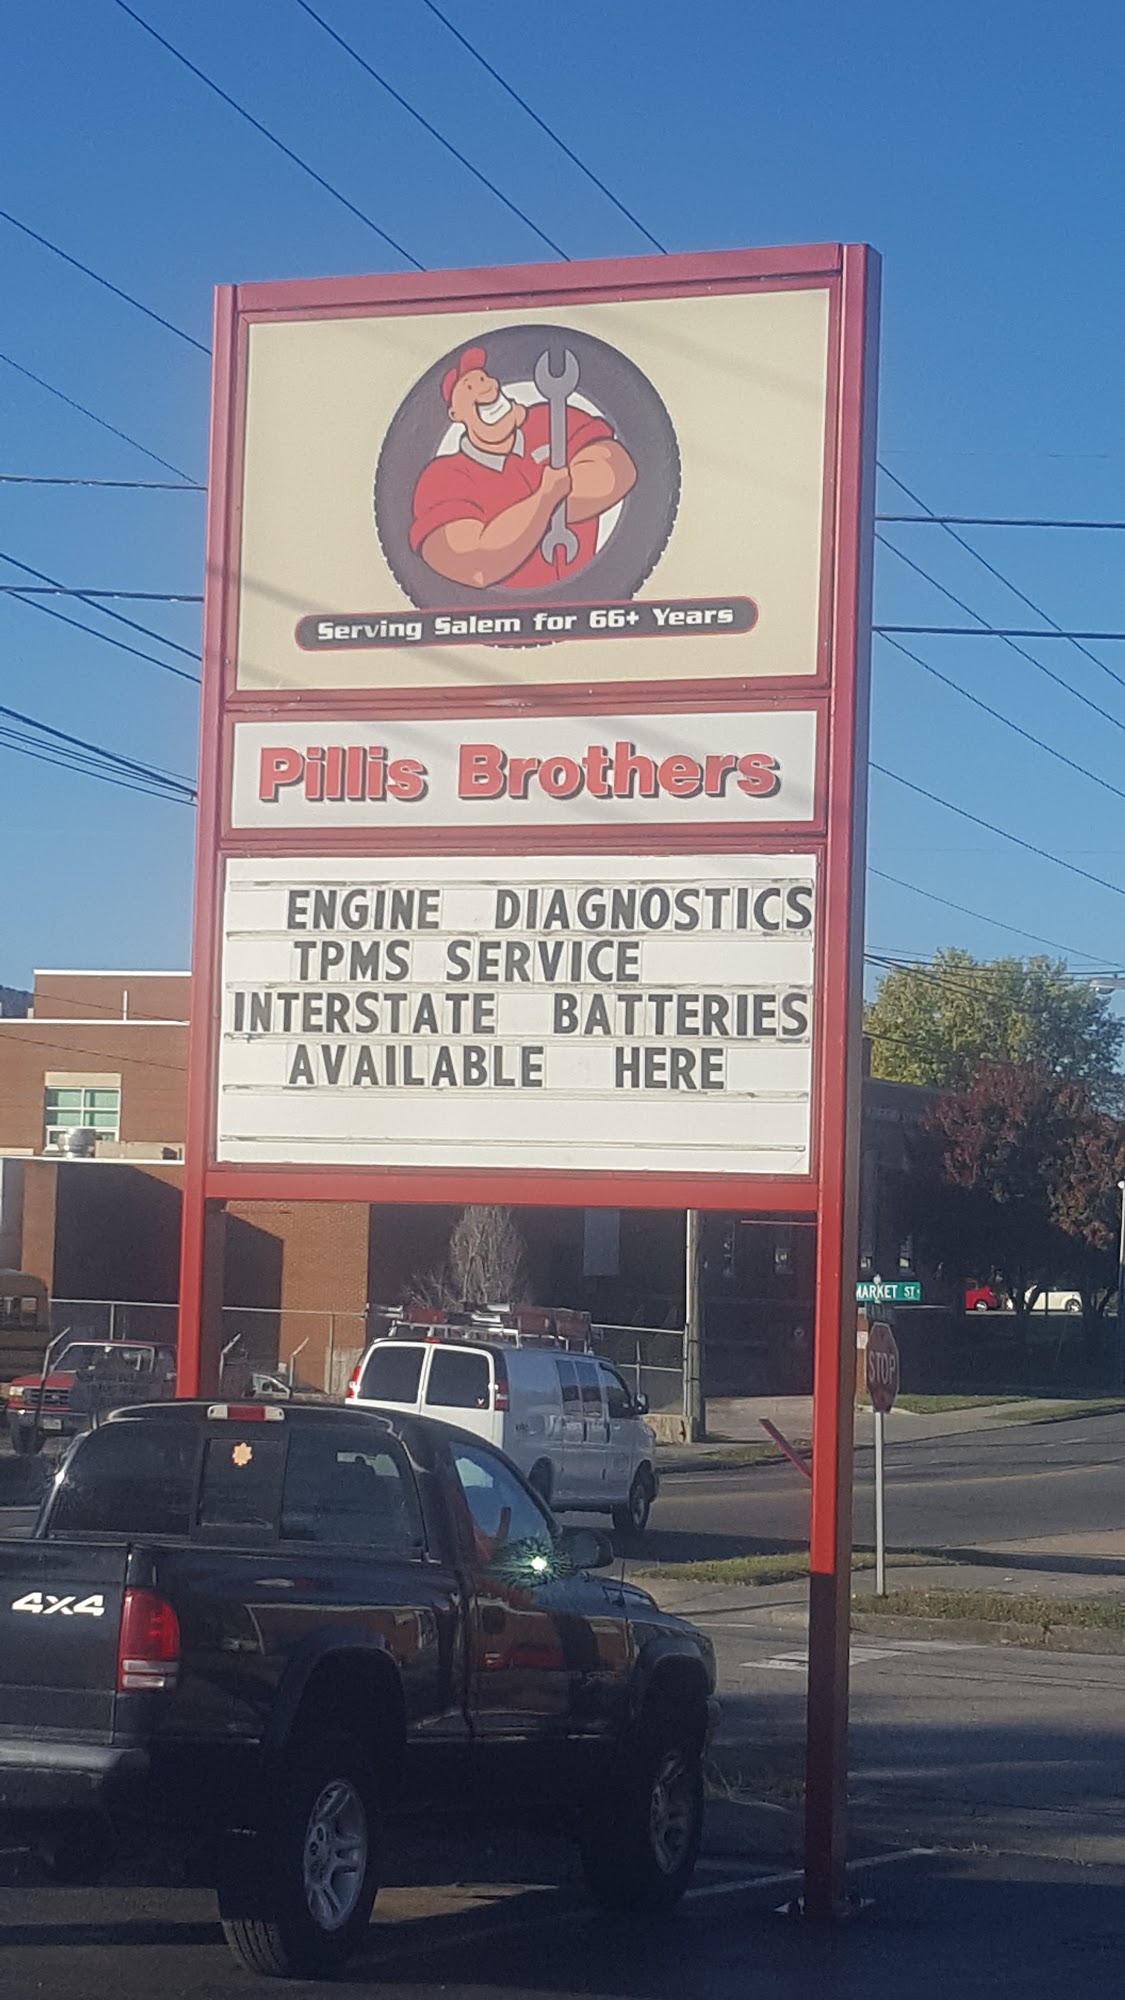 Serving Salem for 66+ Years
Pillis Brothers
ENGINE DIAGNOSTICS
TPMS SERVICE
INTERSTATE BATTERIES
AVAILABLE HERE
MARKET ST
STOP
4x4